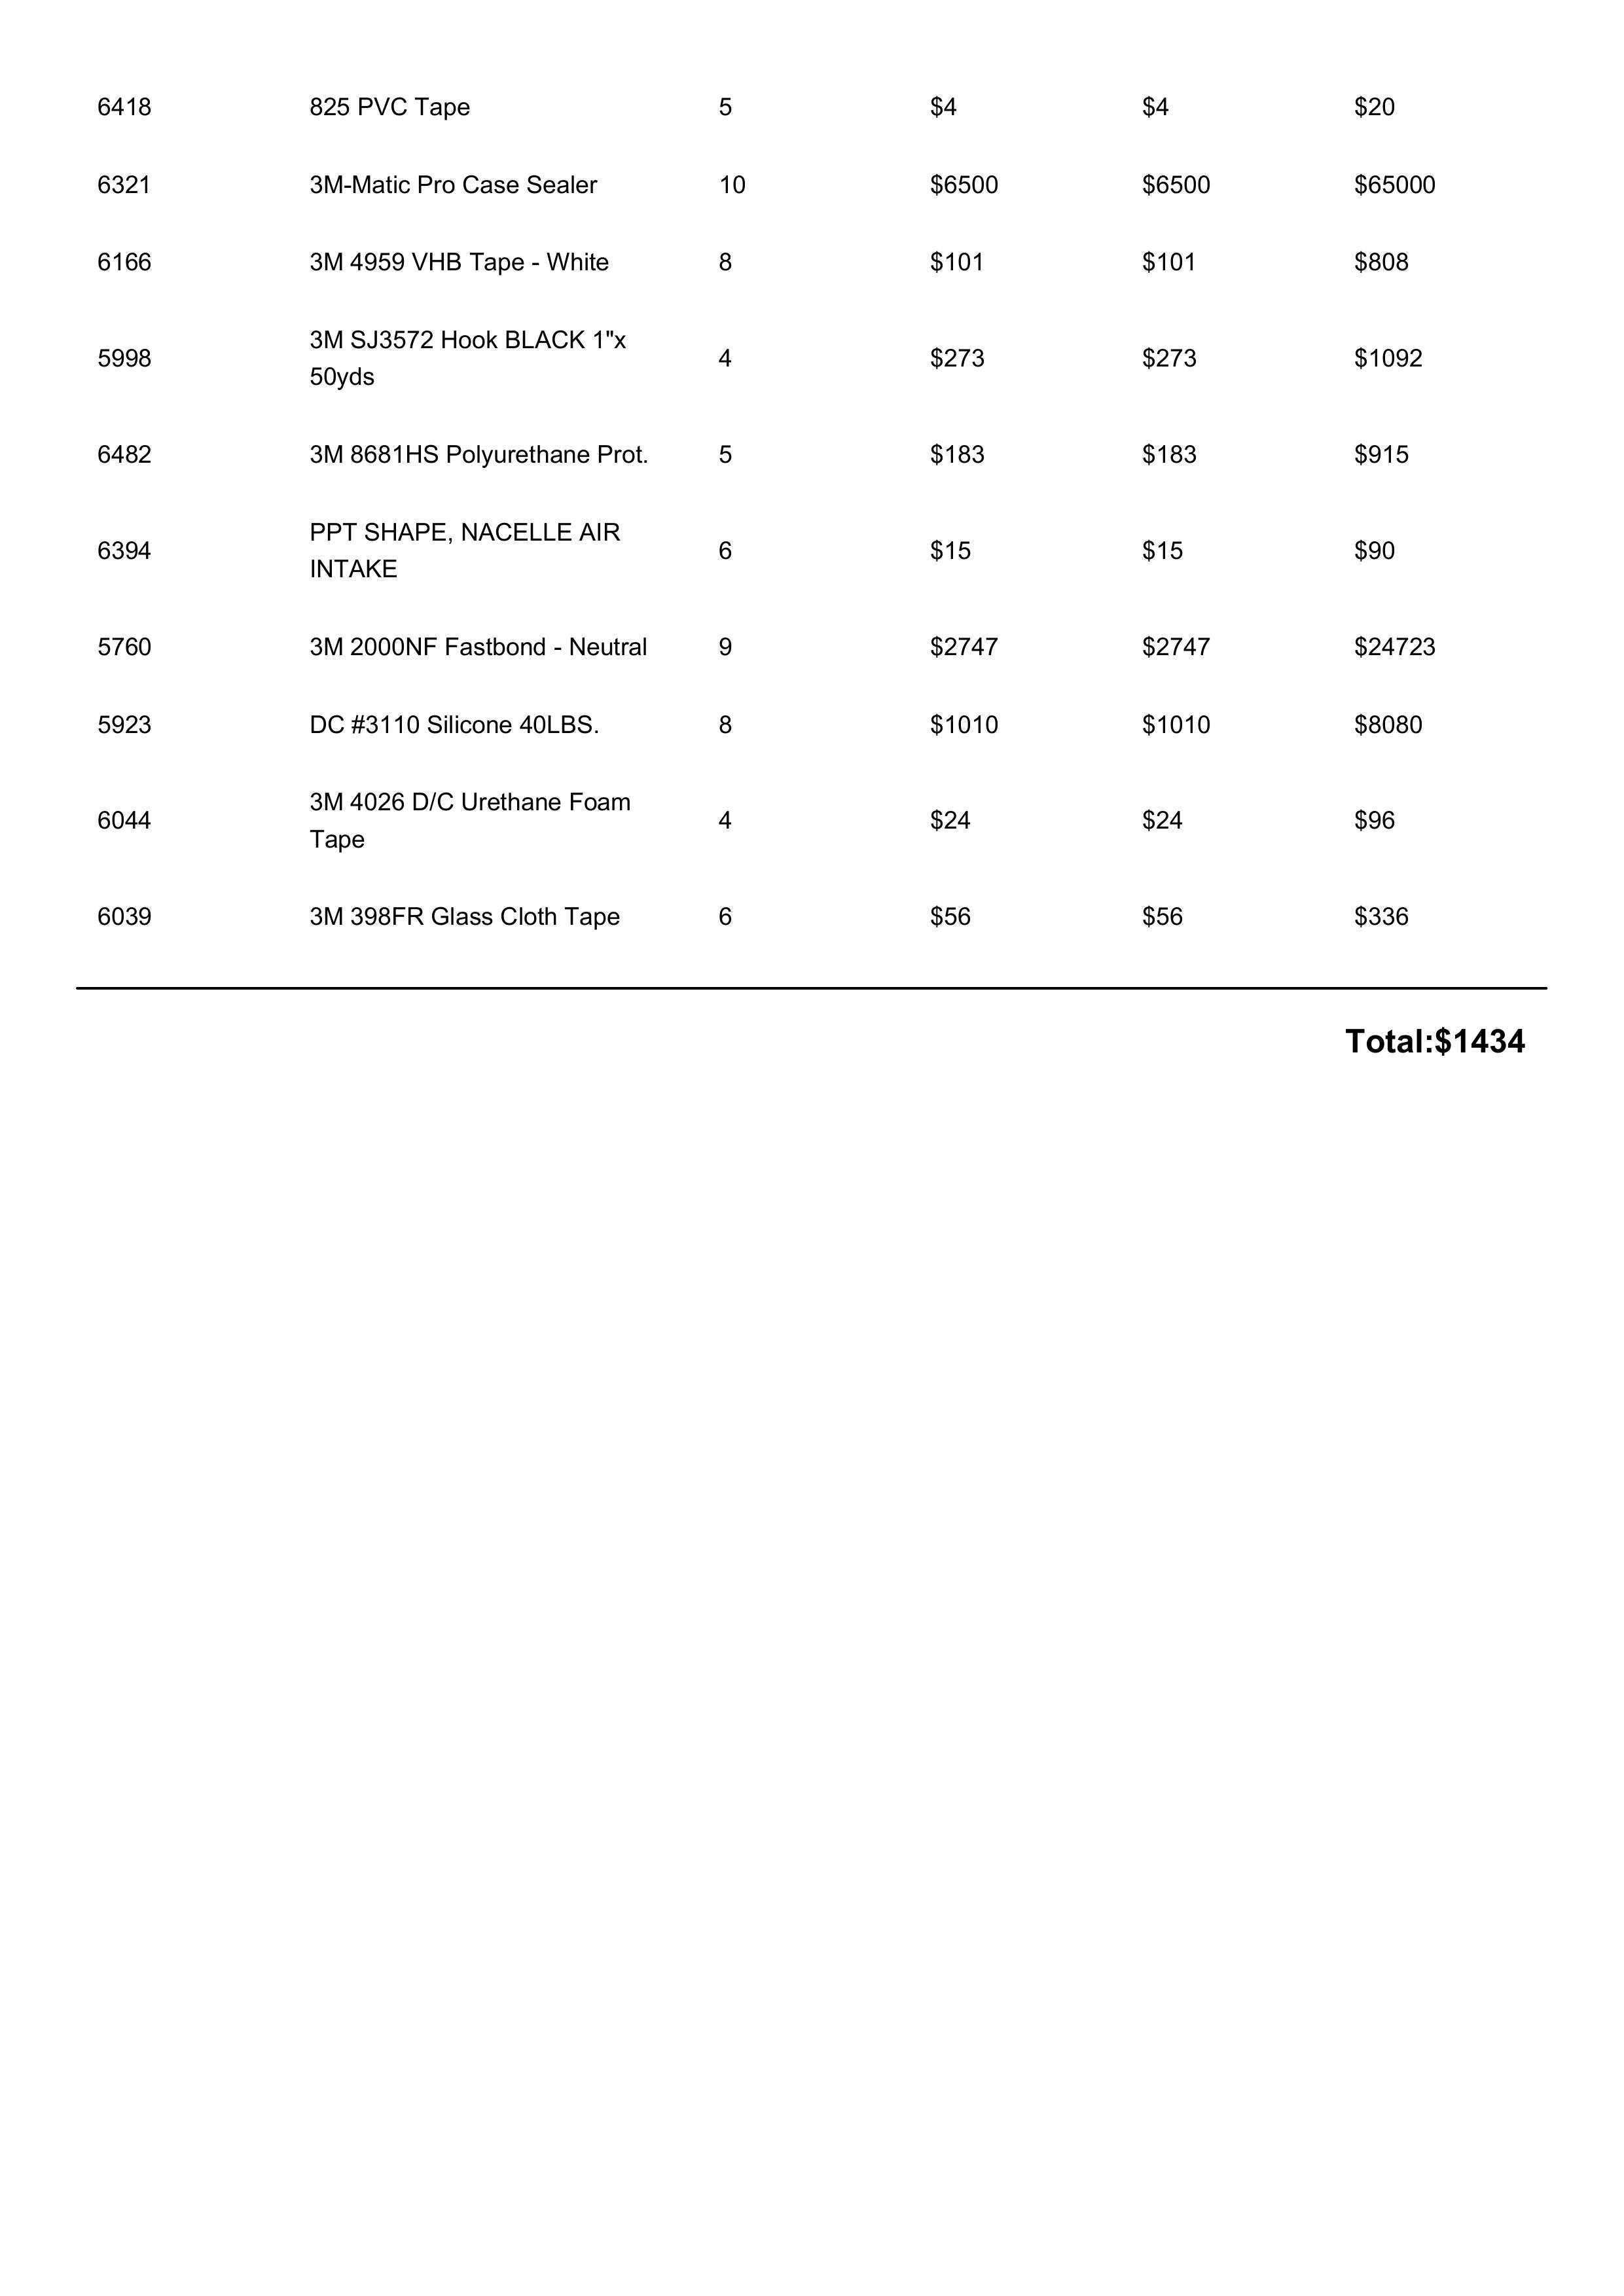 6418 825 PVC Tape 5 $4 $4 $20
6321 3M-Matic Pro Case Sealer 10 $6500 $6500 $65000
6166 3M 4959 VHB Tape - White 8 $101 $101 $808
3M SJ3572 Hook BLACK 1"x
5998 4 $273 $273 $1092
50yds
6482 3M 8681HS Polyurethane Prot. 5 $183 $183 $915
PPT SHAPE, NACELLE AIR
6394 6 $15 $15 $90
INTAKE
5760 3M 2000NF Fastbond - Neutral 9 $2747 $2747 $24723
5923 DC #3110 Silicone 40LBS. 8 $1010 $1010 $8080
3M 4026 D/C Urethane Foam
6044 4 $24 $24 $96
Tape
6039 3M 398FR Glass Cloth Tape 6 $56 $56 $336
Total:$1434